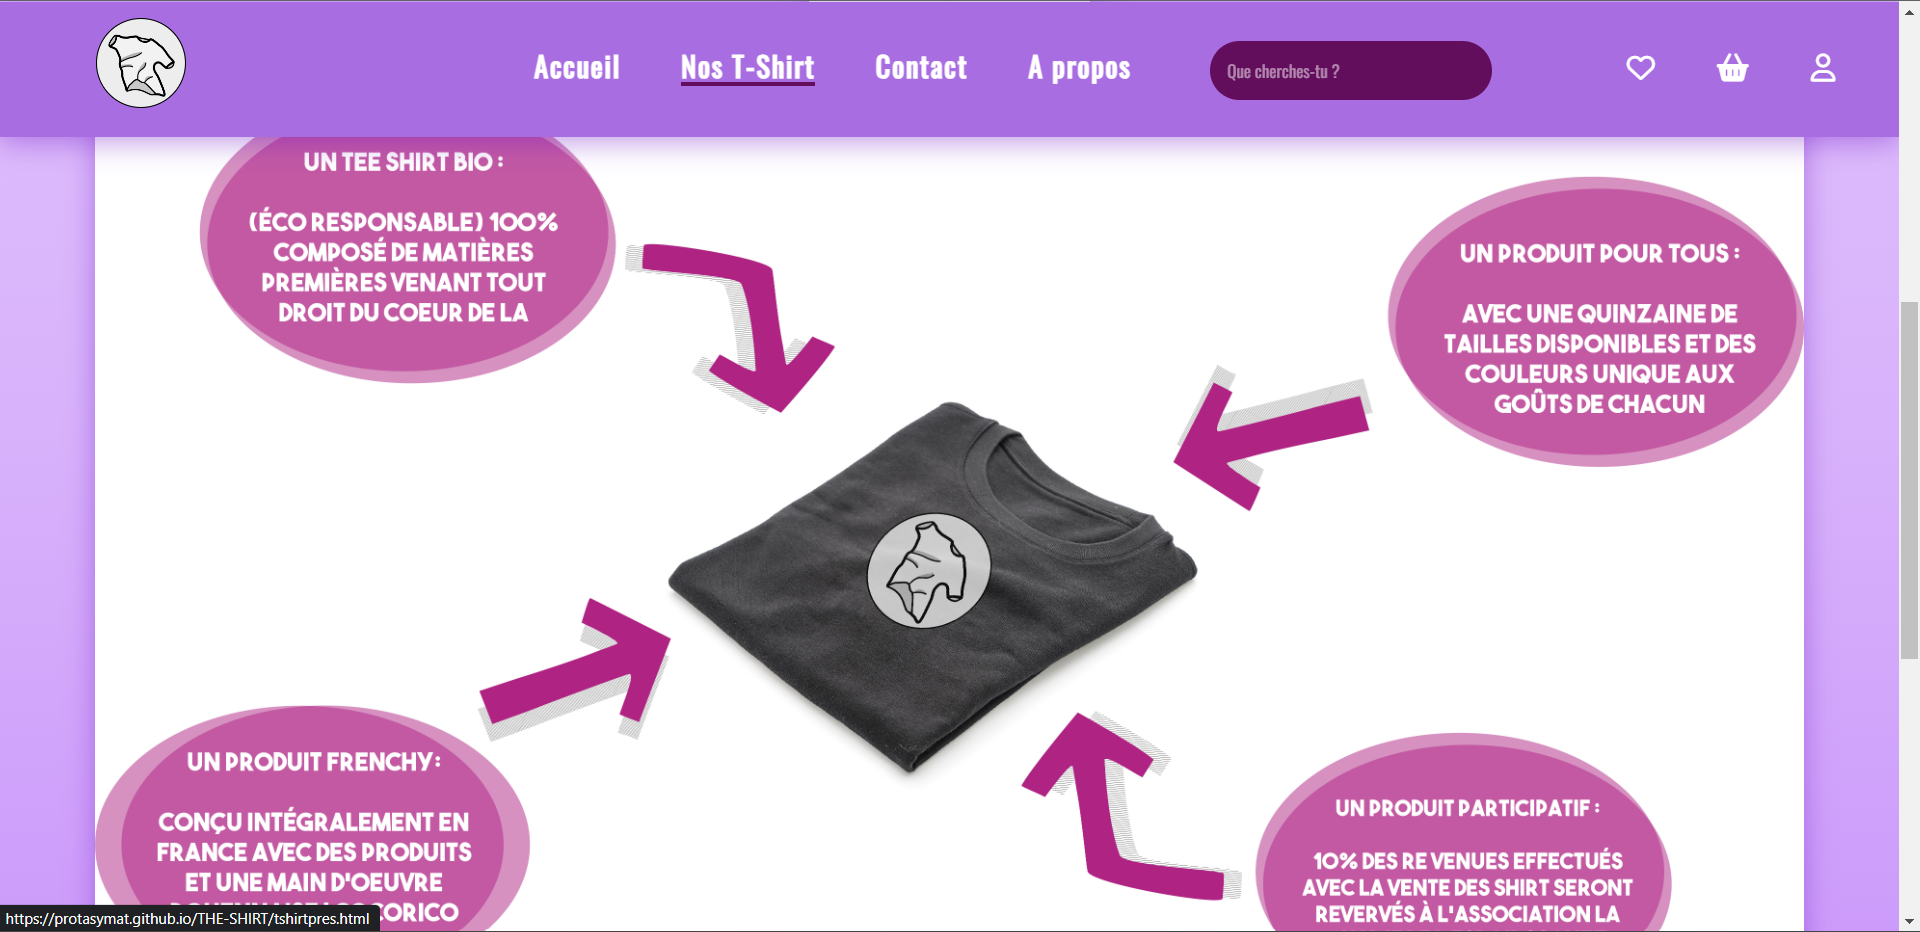 Accueil
Nos T-Shirt
Contact
A propos
Que cherches-tu ?
UN TEE SHIRT BIO :
(ÉCO RESPONSABLE) 100%
COMPOSÉ DE MATIÈRES
PREMIÈRES VENANT TOUT
DROIT DU COEUR DE LA
UN PRODUIT POUR TOUS :
AVEC UNE QUINZAINE DE
TAILLES DISPONIBLES ET DES
COULEURS UNIQUE AUX
GOÛTS DE CHACUN
UN PRODUIT FRENCHY:
CONÇU INTÉGRALEMENT EN
FRANCE AVEC DES PRODUITS
ET UNE MAIN D'OEUVRE
UN PRODUIT PARTICIPATIF :
10% DES RE VENUES EFFECTUÉS
AVEC LA VENTE DES SHIRT SERONT
REVERVÉS À L'ASSOCIATION LA
https://protasymat.github.io/THE-SHIRT/tshirtpres.html